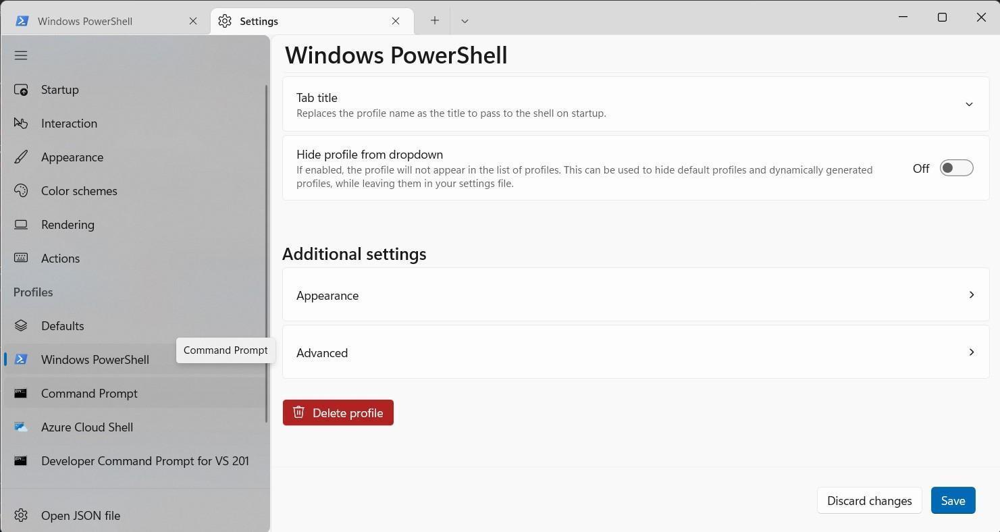 Windows PowerShell
Settings
Startup
Interaction
Appearance
Color schemes
Rendering
Actions
Profiles
Defaults
Windows PowerShell
Command Prompt
Command Prompt
Azure Cloud Shell
Developer Command Prompt for VS 201
Open JSON file
Windows PowerShell
Tab title
Replaces the profile name as the title to pass to the shell on startup.
Hide profile from dropdown
If enabled, the profile will not appear in the list of profiles. This can be used to hide default profiles and dynamically generated
profiles, while leaving them in your settings file.
Off
Additional settings
Appearance
Advanced
Delete profile
Discard changes
Save